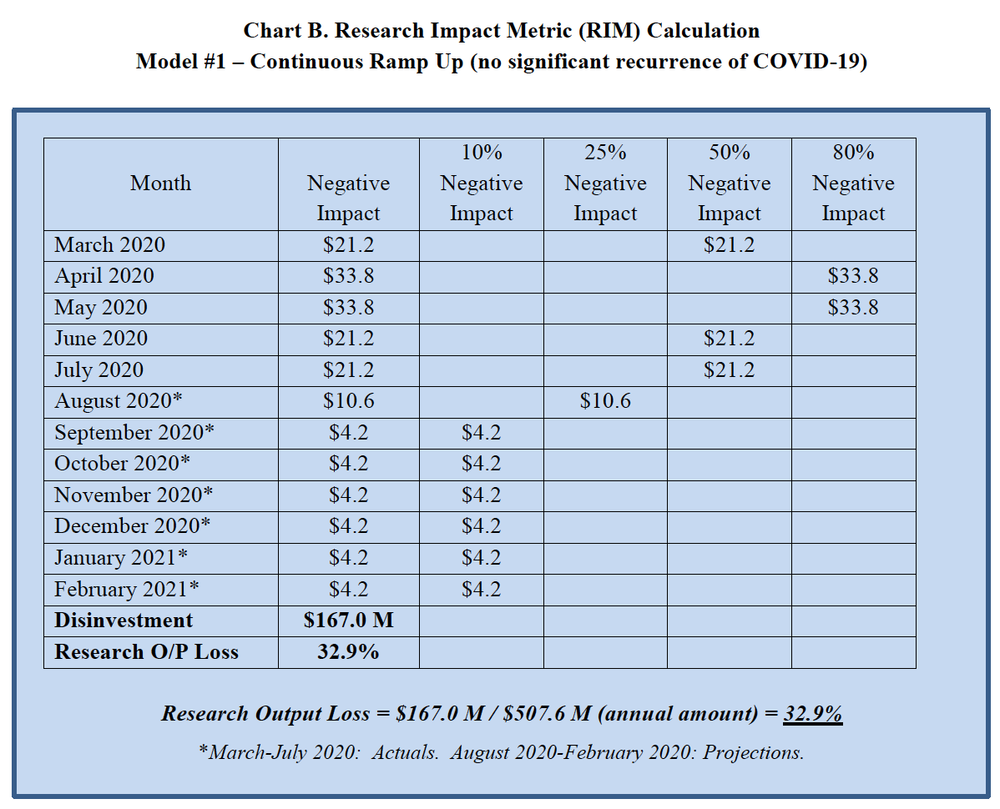 Chart B. Research Impact Metric (RIM) Calculation
Model #1 – Continuous Ramp Up (no significant recurrence of COVID-19)
10% 25% 50% 80%
Month Negative Negative Negative Negative Negative
Impact Impact Impact Impact Impact
March 2020 $21.2 $21.2
April 2020 $33.8 $33.8
May 2020 $33.8 $33.8
June 2020 $21.2 $21.2
July 2020 $21.2 $21.2
August 2020* $10.6 $10.6
September 2020* $4.2 $4.2
October 2020* $4.2 $4.2
November 2020* $4.2 $4.2
December 2020* $4.2 $4.2
January 2021* $4.2 $4.2
February 2021* $4.2 $4.2
Disinvestment $167.0 M
Research O/P Loss 32.9%
Research Output Loss = $167.0 M / $507.6 M (annual amount) = 32.9%
*March-July 2020: Actuals. August 2020-February 2020: Projections.